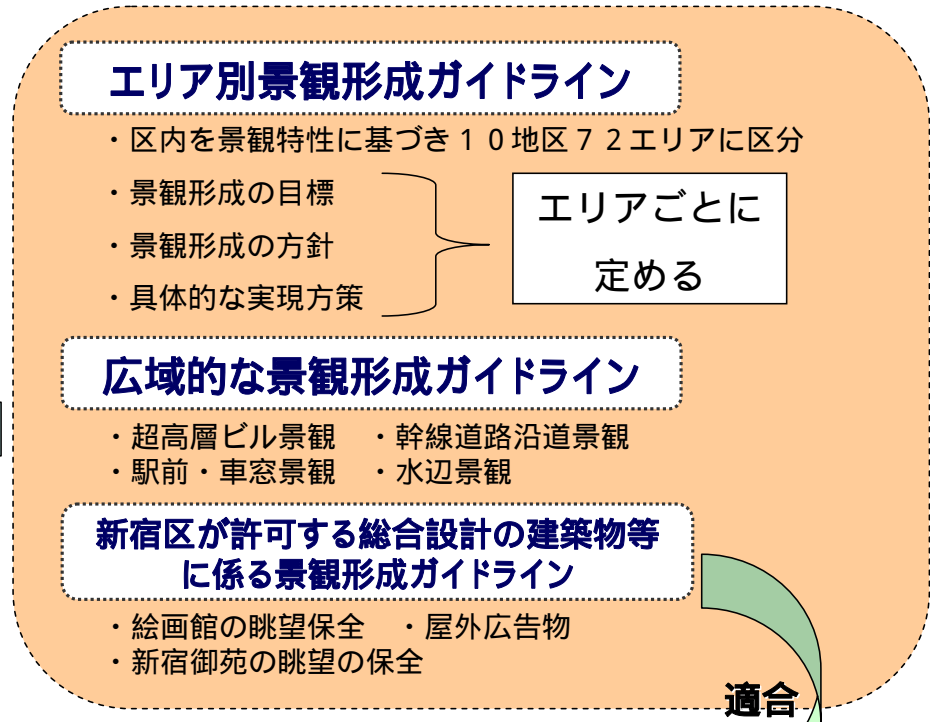 エリア別景観形成ガイドライン
・区内を景観特性に基づき１０地区７２エリアに区分
・景観形成の目標
・景観形成の方針
・具体的な実現方策
エリアごとに
定める
広域的な景観形成ガイドライン
・超高層ビル景観　・幹線道路沿道景観
・駅前・車窓景観　・水辺景観
新宿区が許可する総合設計の建築物等
に係る景観形成ガイドライン
・絵画館の眺望保全　・屋外広告物
・新宿御苑の眺望の保全
適合